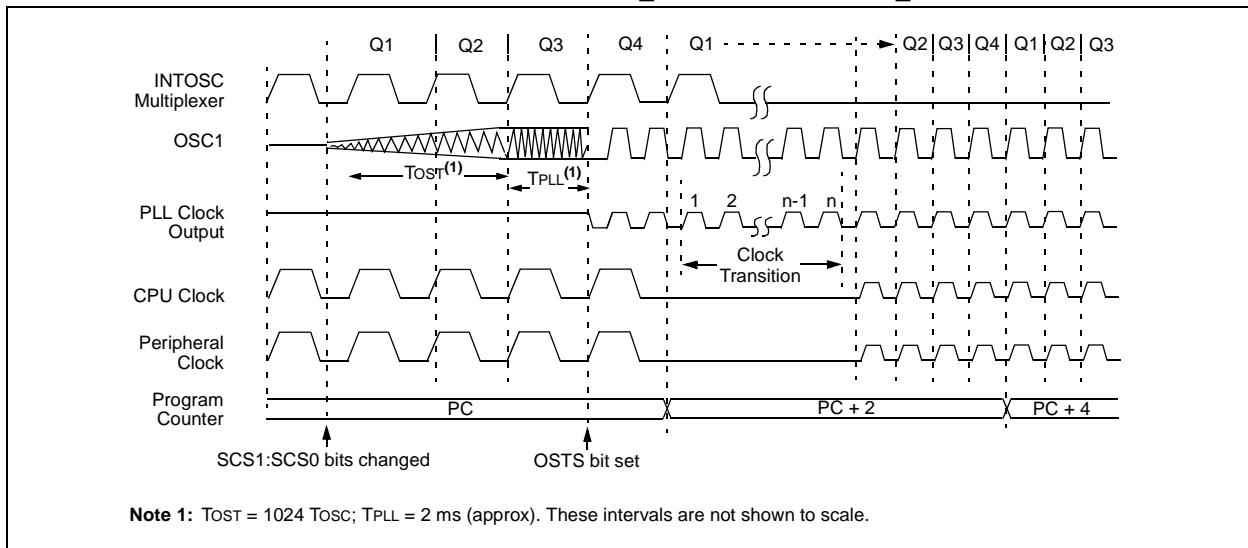 Q1 Q2 Q3 Q4 Q1 Q2 Q3 Q4 Q1 Q2 Q3
INTOSC
Multiplexer
OSC1
TOST(1)
TPLL(1)
1 2 n-1 n
PLL Clock
Output
Clock
Transition
CPU Clock
Peripheral
Clock
Program
Counter
PC PC + 2 PC + 4
SCS1:SCS0 bits changed OSTS bit set
Note 1: TOST = 1024 TOSC; TPLL = 2 ms (approx). These intervals are not shown to scale.